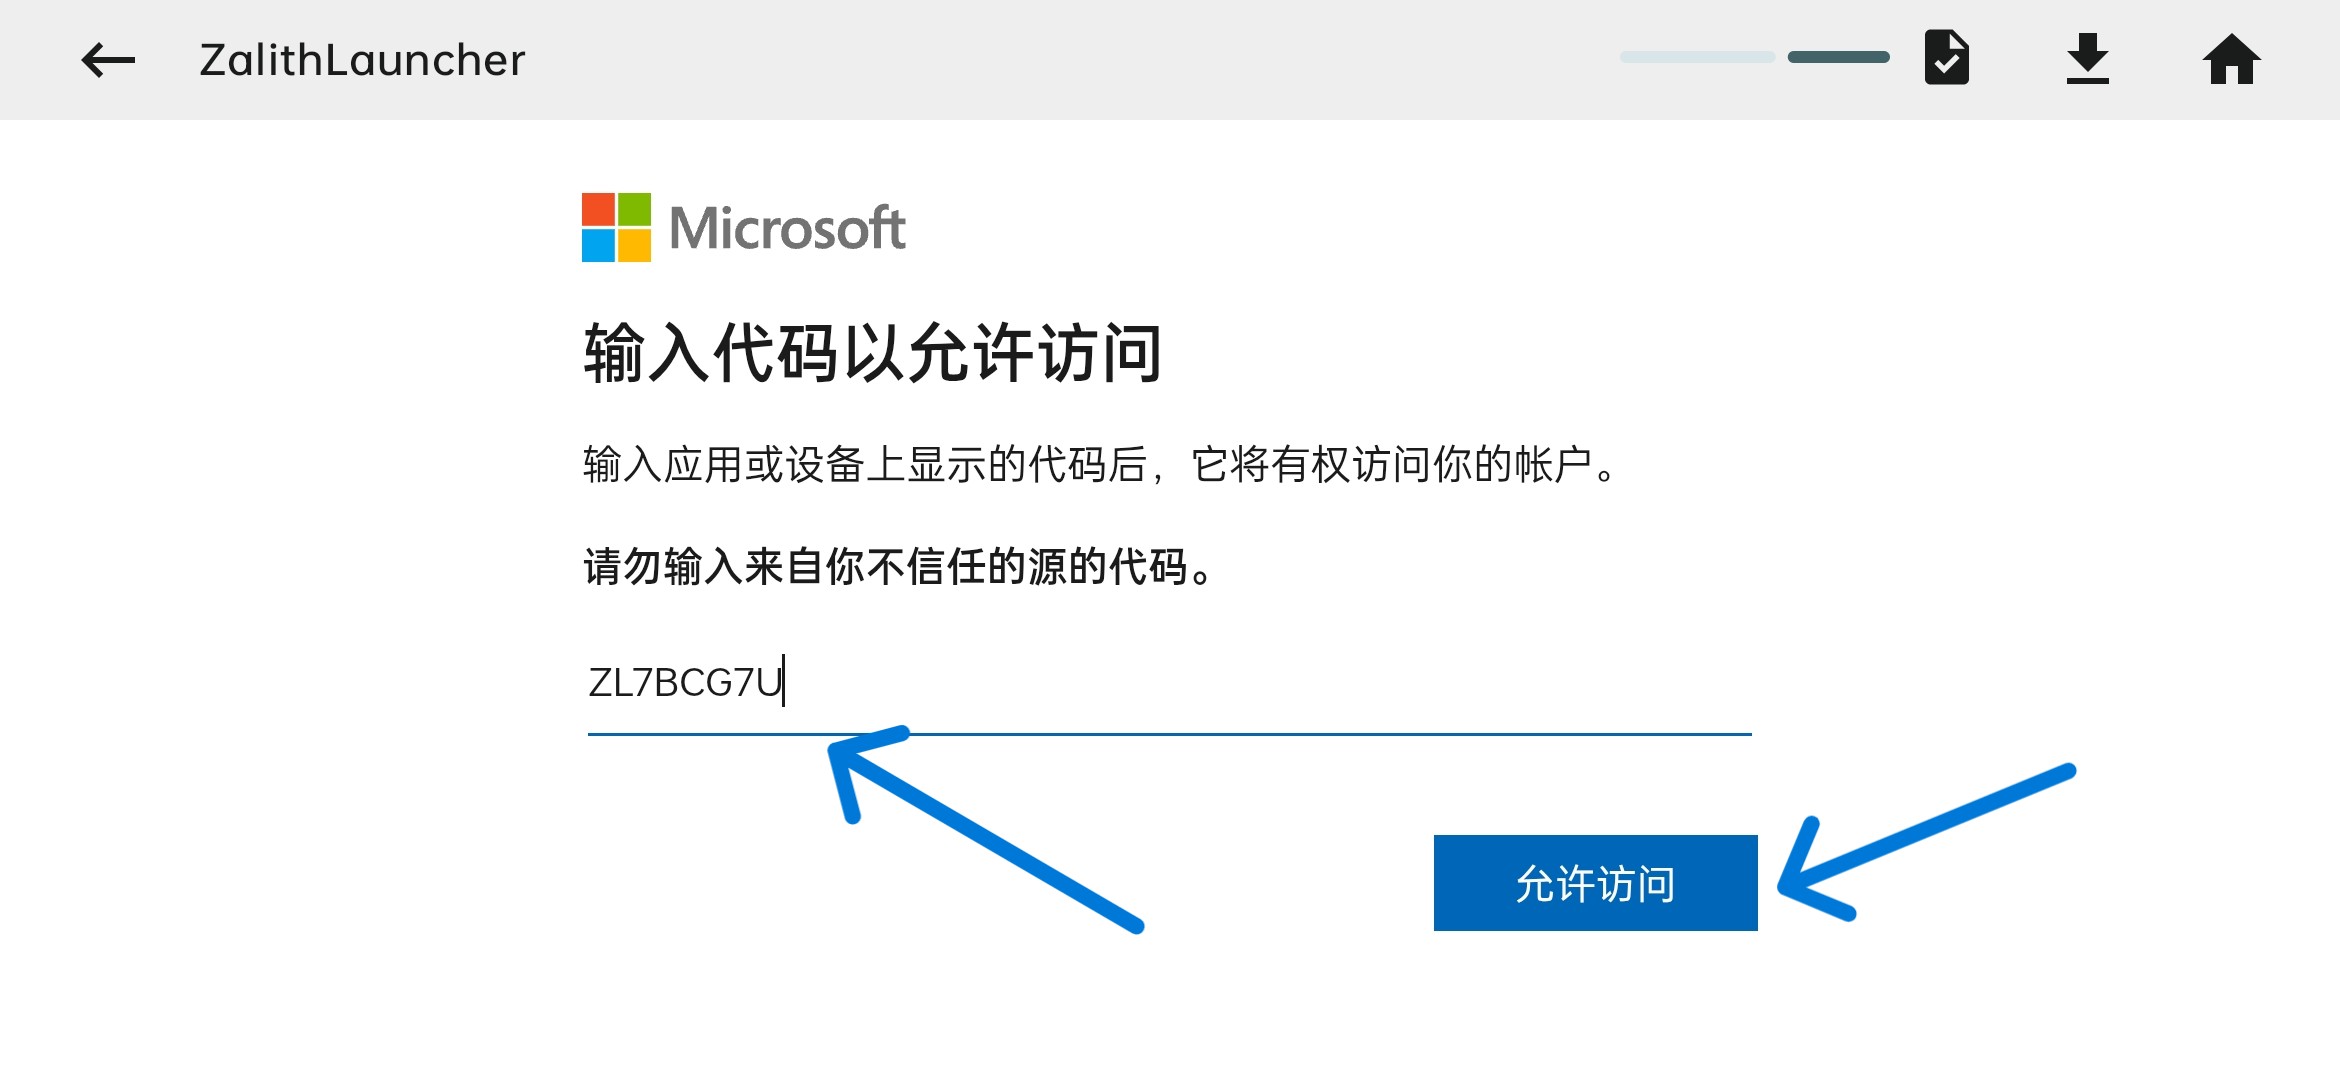 ZalithLauncher
Microsoft
输入代码以允许访问
输入应用或设备上显示的代码后，它将有权访问你的帐户。
请勿输入来自你不信任的源的代码。
ZL7BCG7U
允许访问